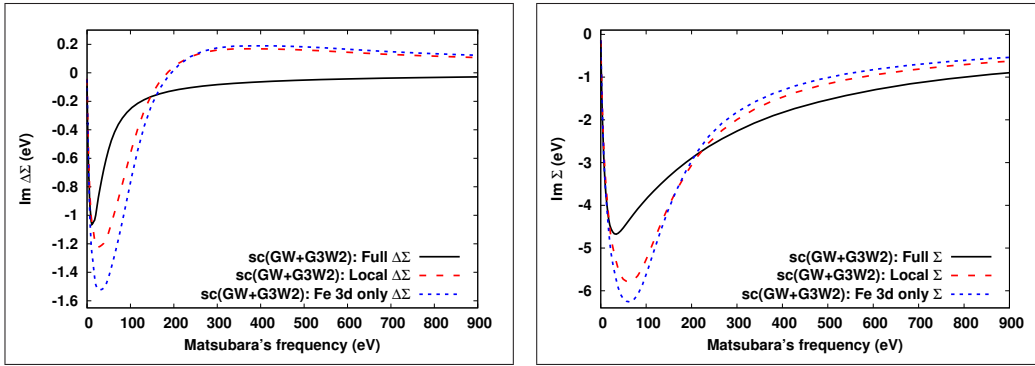 0.2
0
-0.2
-0.4
-0.6
-0.8
-1
-1.2
-1.4
-1.6
Im ΔΣ (eV)
sc(GW+G3W2): Full ΔΣ
sc(GW+G3W2): Local ΔΣ
sc(GW+G3W2): Fe 3d only ΔΣ
0 100 200 300 400 500 600 700 800 900
Matsubara's frequency (eV)
0
-1
-2
-3
-4
-5
-6
Im Σ (eV)
sc(GW+G3W2): Full Σ
sc(GW+G3W2): Local Σ
sc(GW+G3W2): Fe 3d only Σ
0 100 200 300 400 500 600 700 800 900
Matsubara's frequency (eV)